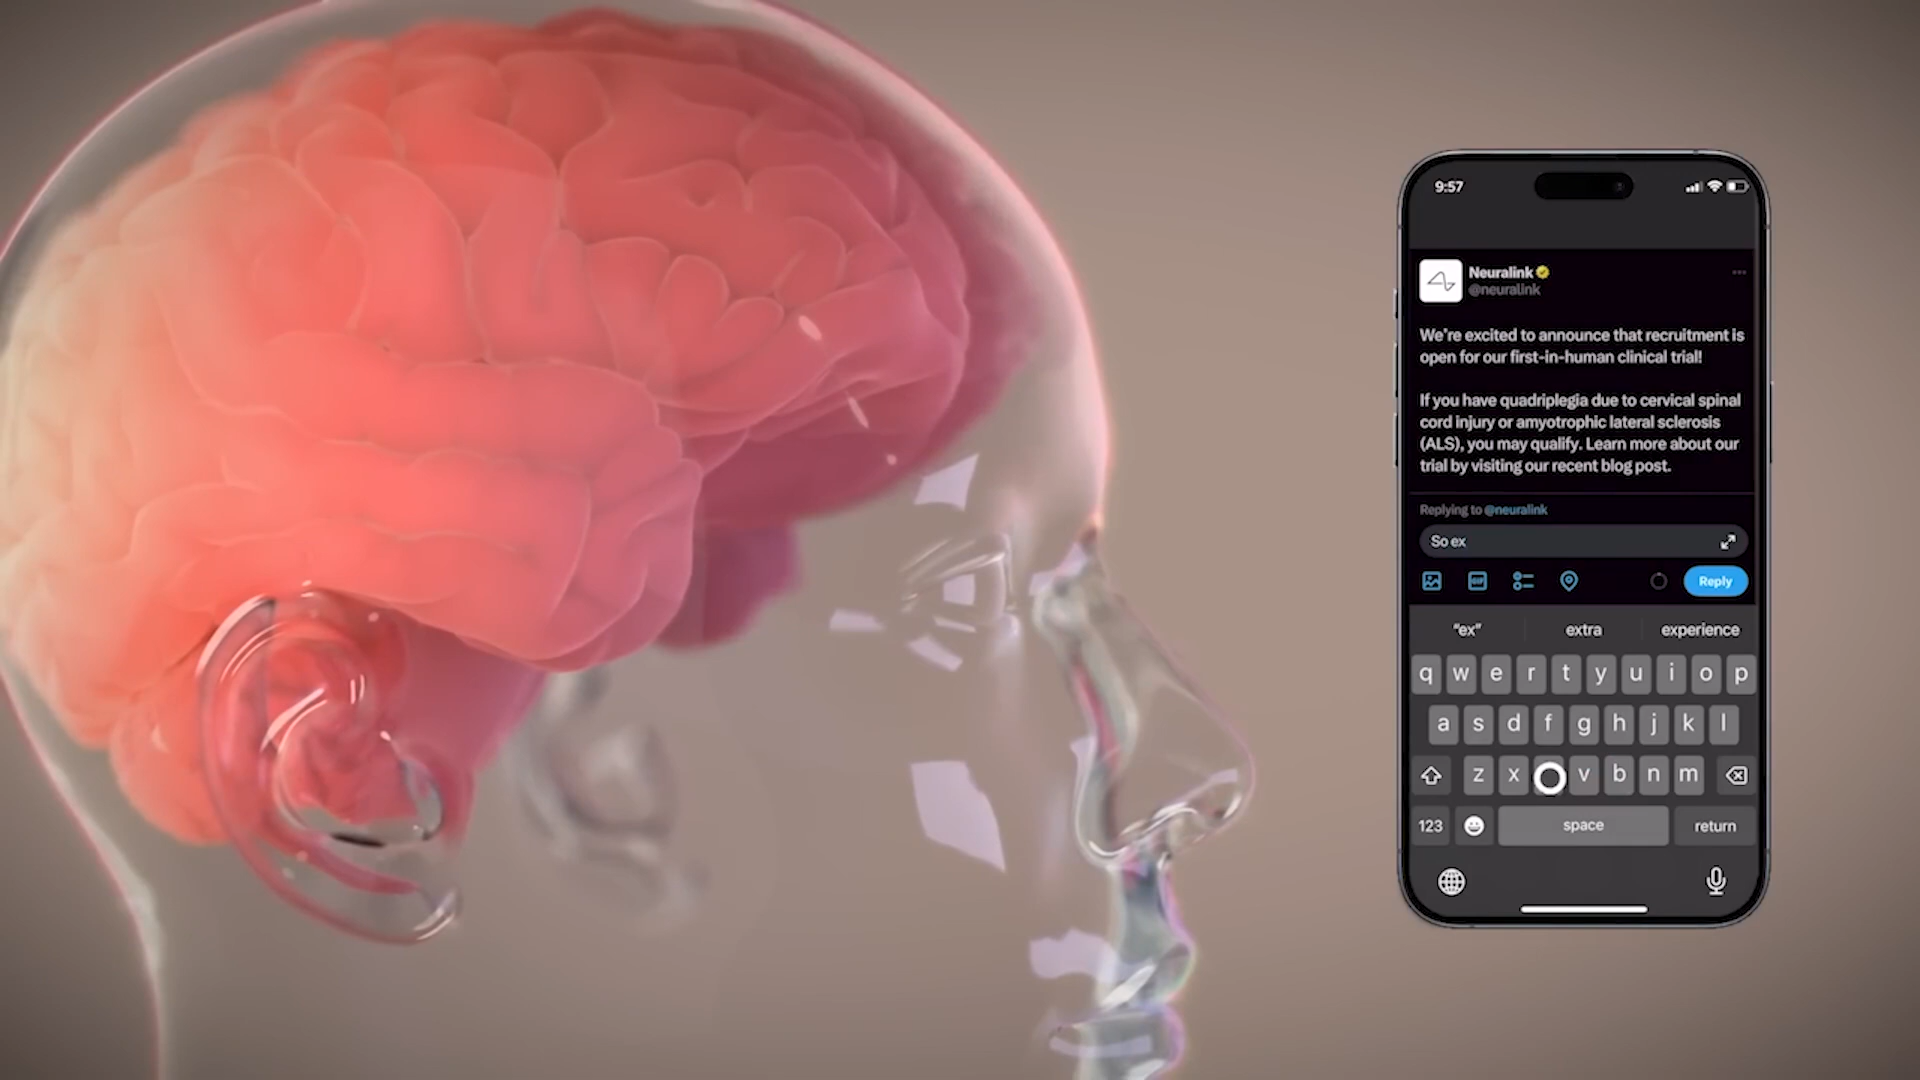 9:57
Neuralink
@neuralink
We're excited to announce that recruitment is
open for our first-in-human clinical trial!
If you have quadriplegia due to cervical spinal
cord injury or amyotrophic lateral sclerosis
(ALS), you may qualify. Learn more about our
trial by visiting our recent blog post.
Replying to @neuralink
So ex
GIF
Reply
“ex” extra experience
q w e r t y u i o p
a s d f g h j k l
z x v b n m
123 space return